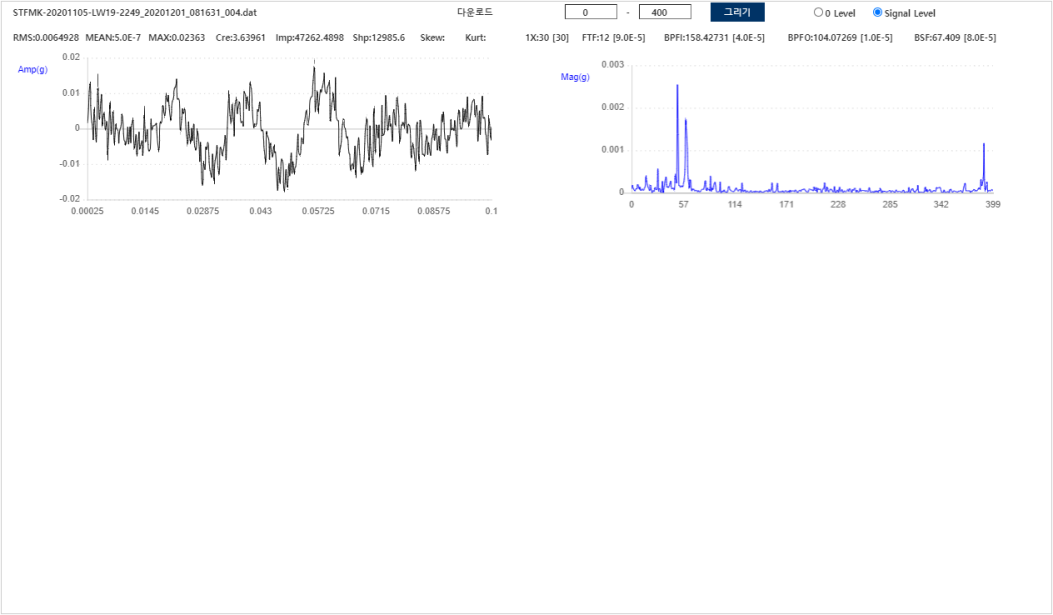 STFMK-20201105-LW19-2249_20201201_081631_004.dat 다운로드 0 - 400 그리기 0 Level Signal Level
RMS:0.0064928 MEAN:5.0E-7 MAX:0.02363 Cre:3.63961 Imp:47262.4898 Shp:12985.6 Skew: Kurt: 1X:30 [30] FTF:12 [9.0E-5] BPFI:158.42731 [4.0E-5] BPFO:104.07269 [1.0E-5] BSF:67.409 [8.0E-5]
Amp(g)
0.02
0.01
0
-0.01
-0.02
0.00025 0.0145 0.02875 0.043 0.05725 0.0715 0.08575 0.1
Mag(g)
0.003
0.002
0.001
0
0 57 114 171 228 285 342 399